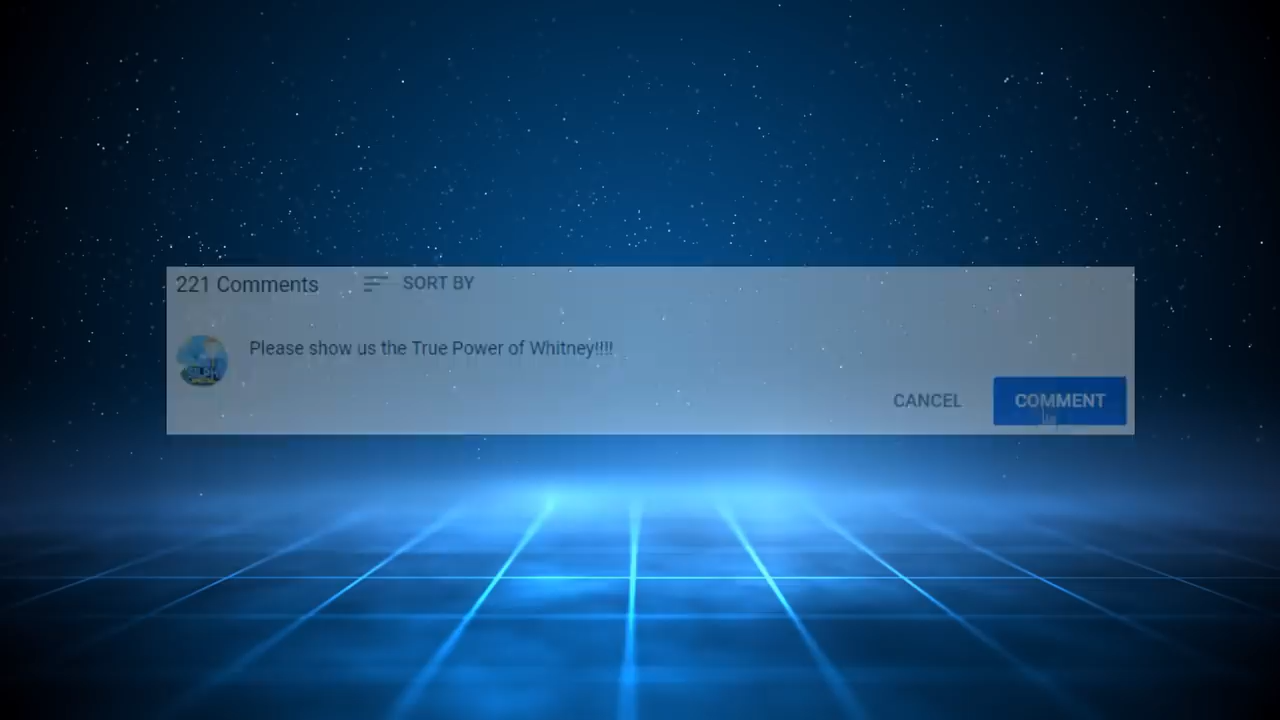 221 Comments
SORT BY
Please show us the True Power of Whitney!!!!
CANCEL
COMMENT